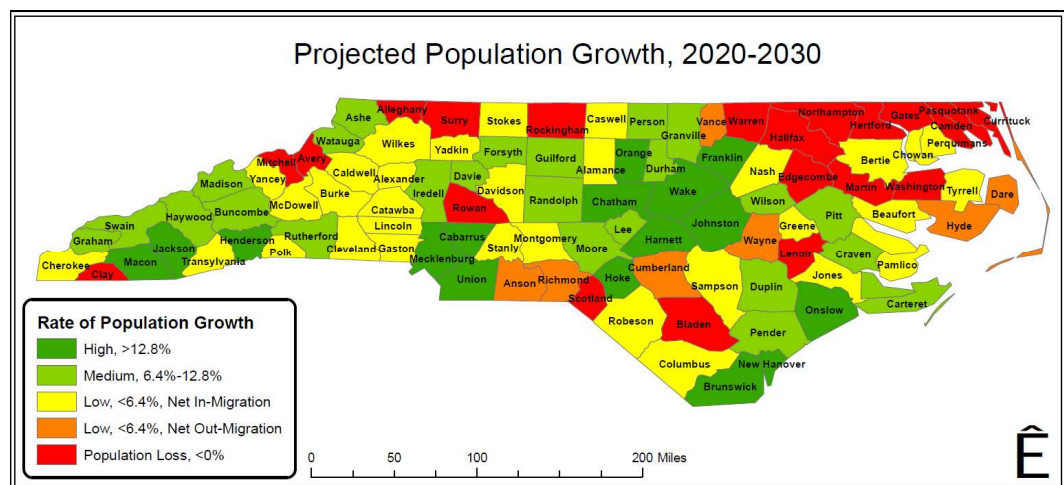 Projected Population Growth, 2020-2030
Alleghany
Northampton
Gates
Pasquotank
Currituck
Ashe
Surry
Stokes
Rockingham
Caswell
Person
Vance
Warren
Hertford
Camden
Granville
Halifax
Perquimans
Watauga
Wilkes
Yadkin
Forsyth
Guilford
Orange
Franklin
Bertie
Chowan
Mitchell
Avery
Alamance
Durham
Nash
Yancey
Caldwell
Alexander
Davie
Edgecombe
Martin
Washington
Tyrrell
Dare
Madison
Burke
Iredell
Davidson
Wake
McDowell
Randolph
Chatham
Wilson
Buncombe
Catawba
Rowan
Pitt
Beaufort
Haywood
Swain
Lincoln
Johnston
Greene
Hyde
Graham
Jackson
Henderson
Rutherford
Cabarrus
Montgomery
Lee
Harnett
Wayne
Cherokee
Macon
Transylvania
Polk
Cleveland
Gaston
Stanly
Moore
Lenoir
Craven
Pamlico
Clay
Mecklenburg
Union
Anson
Richmond
Hoke
Cumberland
Sampson
Jones
Scotland
Duplin
Carteret
Onslow
Robeson
Bladen
Pender
Columbus
New Hanover
Brunswick
Rate of Population Growth
High, >12.8%
Medium, 6.4%-12.8%
Low, <6.4%, Net In-Migration
Low, <6.4%, Net Out-Migration
Population Loss, <0%
0 50 100 200 Miles
Ê